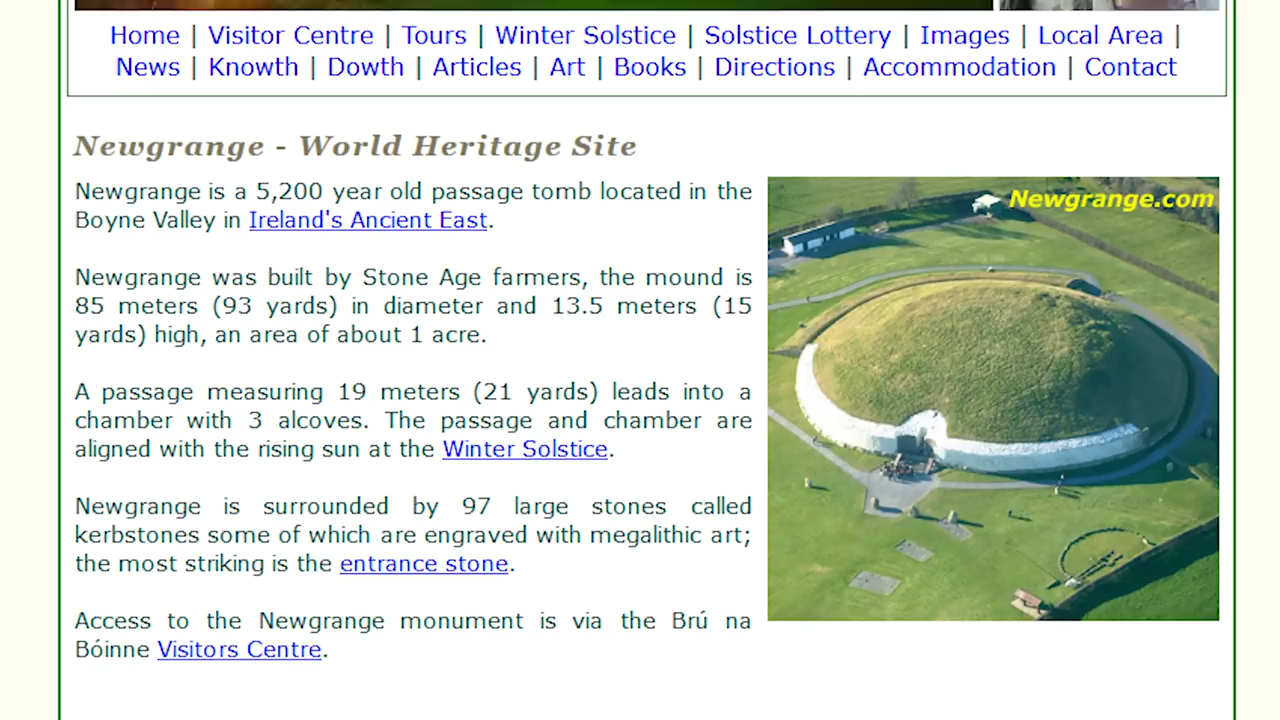 Home | Visitor Centre | Tours | Winter Solstice | Solstice Lottery | Images | Local Area |
News | Knowth | Dowth | Articles | Art | Books | Directions | Accommodation | Contact
Newgrange - World Heritage Site
Newgrange is a 5,200 year old passage tomb located in the
Boyne Valley in Ireland's Ancient East.
Newgrange was built by Stone Age farmers, the mound is
85 meters (93 yards) in diameter and 13.5 meters (15
yards) high, an area of about 1 acre.
A passage measuring 19 meters (21 yards) leads into a
chamber with 3 alcoves. The passage and chamber are
aligned with the rising sun at the Winter Solstice.
Newgrange is surrounded by 97 large stones called
kerbstones some of which are engraved with megalithic art;
the most striking is the entrance stone.
Access to the Newgrange monument is via the Brú na
Bóinne Visitors Centre.
Newgrange.com